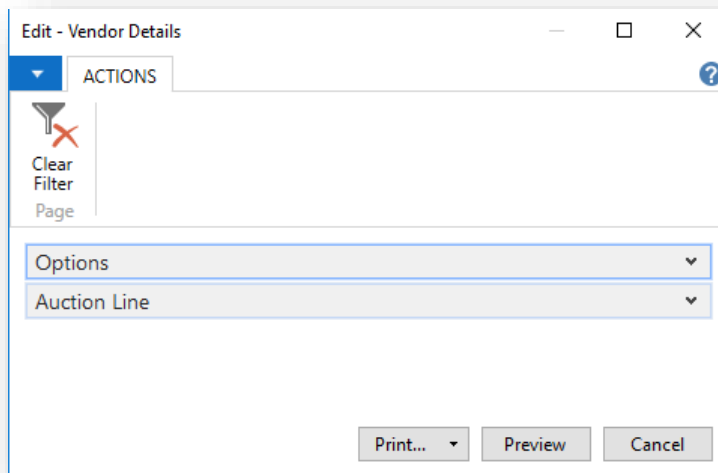 Edit - Vendor Details
ACTIONS
?
Clear
Filter
Page
Options
Auction Line
Print... Preview Cancel